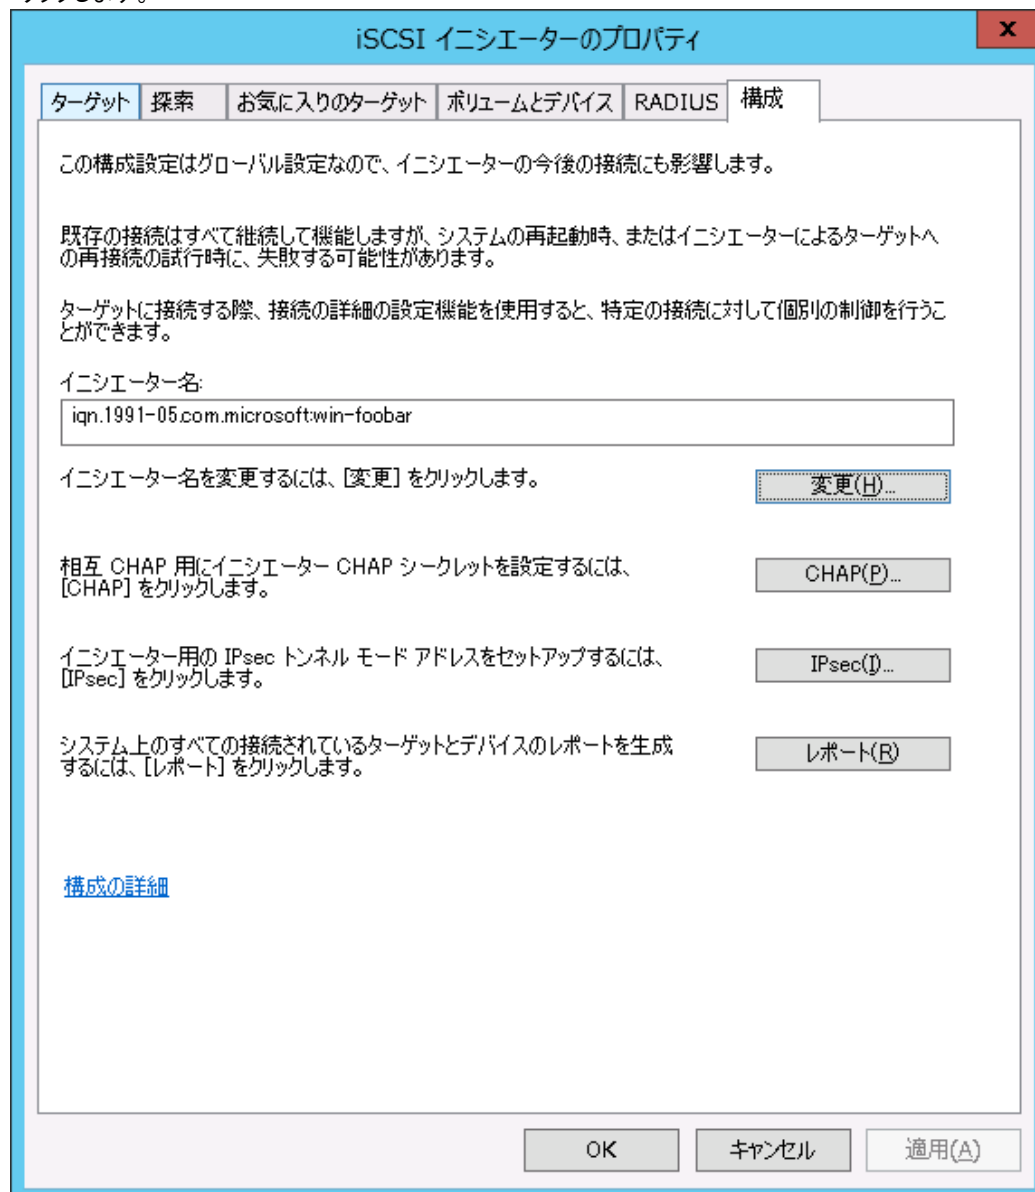 リックします。
iSCSI イニシエーターのプロパティ
x
ターゲット 探索 お気に入りのターゲット ボリュームとデバイス RADIUS 構成
この構成設定はグローバル設定なので、イニシエーターの今後の接続にも影響します。
既存の接続はすべて継続して機能しますが、システムの再起動時、またはイニシエーターによるターゲットへ
の再接続の試行時に、失敗する可能性があります。
ターゲットに接続する際、接続の詳細の設定機能を使用すると、特定の接続に対して個別の制御を行うこ
とができます。
イニシエーター名:
iqn.1991-05.com.microsoft:win-foobar
イニシエーター名を変更するには、[変更] をクリックします。
変更(H)...
相互 CHAP 用にイニシエーター CHAP シークレットを設定するには、
[CHAP] をクリックします。
CHAP(P)...
イニシエーター用の IPsec トンネル モード アドレスをセットアップするには、
[IPsec] をクリックします。
IPsec(I)...
システム上のすべての接続されているターゲットとデバイスのレポートを生成
するには、[レポート] をクリックします。
レポート(R)
構成の詳細
OK キャンセル 適用(A)